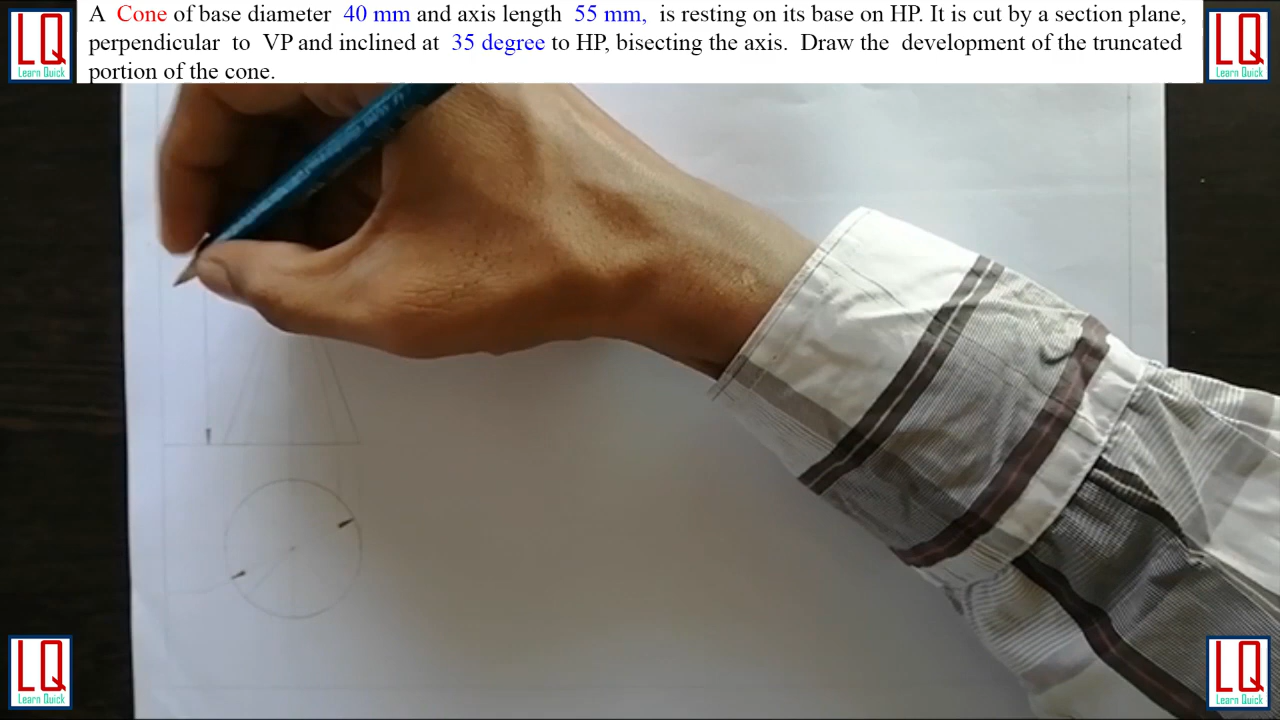 A Cone of base diameter 40 mm and axis length 55 mm, is resting on its base on HP. It is cut by a section plane,
perpendicular to VP and inclined at 35 degree to HP, bisecting the axis. Draw the development of the truncated
portion of the cone.
LQ
Learn Quick
LQ
Learn Quick
LQ
Learn Quick
LQ
Learn Quick